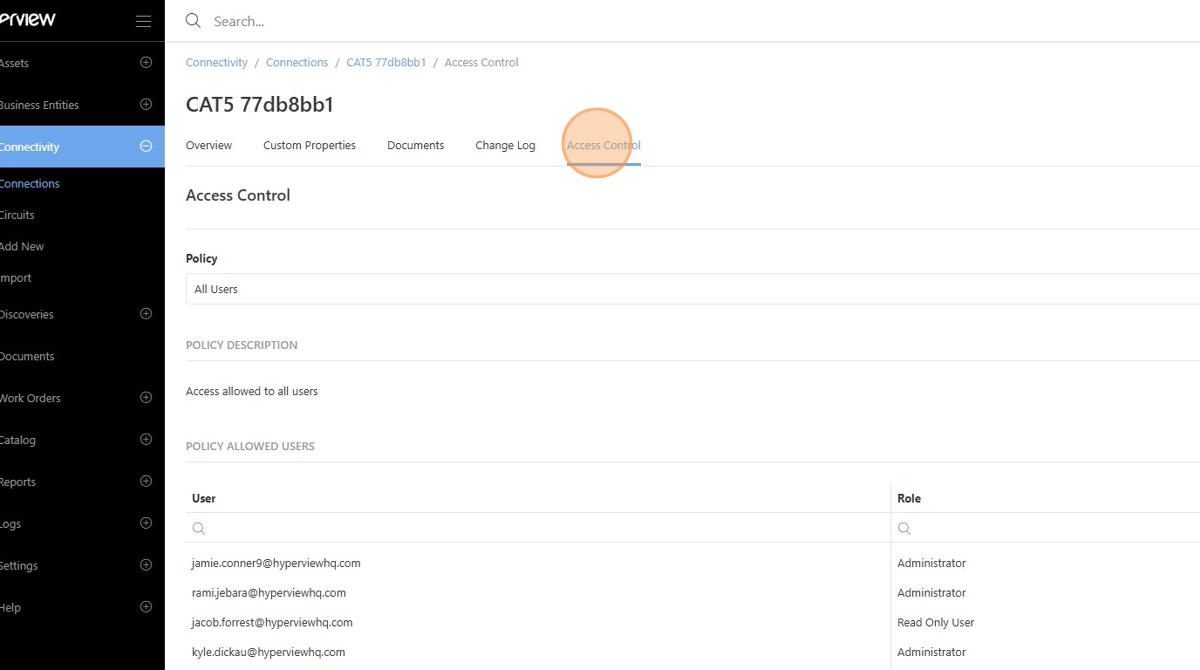 erview
Search...
Assets
Business Entities
Connectivity
Connections
Circuits
Add New
Import
Discoveries
Documents
Work Orders
Catalog
Reports
Logs
Settings
Help
Connectivity / Connections / CAT5 77db8bb1 / Access Control
CAT5 77db8bb1
Overview Custom Properties Documents Change Log Access Control
Access Control
Policy
All Users
POLICY DESCRIPTION
Access allowed to all users
POLICY ALLOWED USERS
User Role
jamie.conner9@hyperviewhq.com Administrator
rami.jebara@hyperviewhq.com Administrator
jacob.forrest@hyperviewhq.com Read Only User
kyle.dickau@hyperviewhq.com Administrator